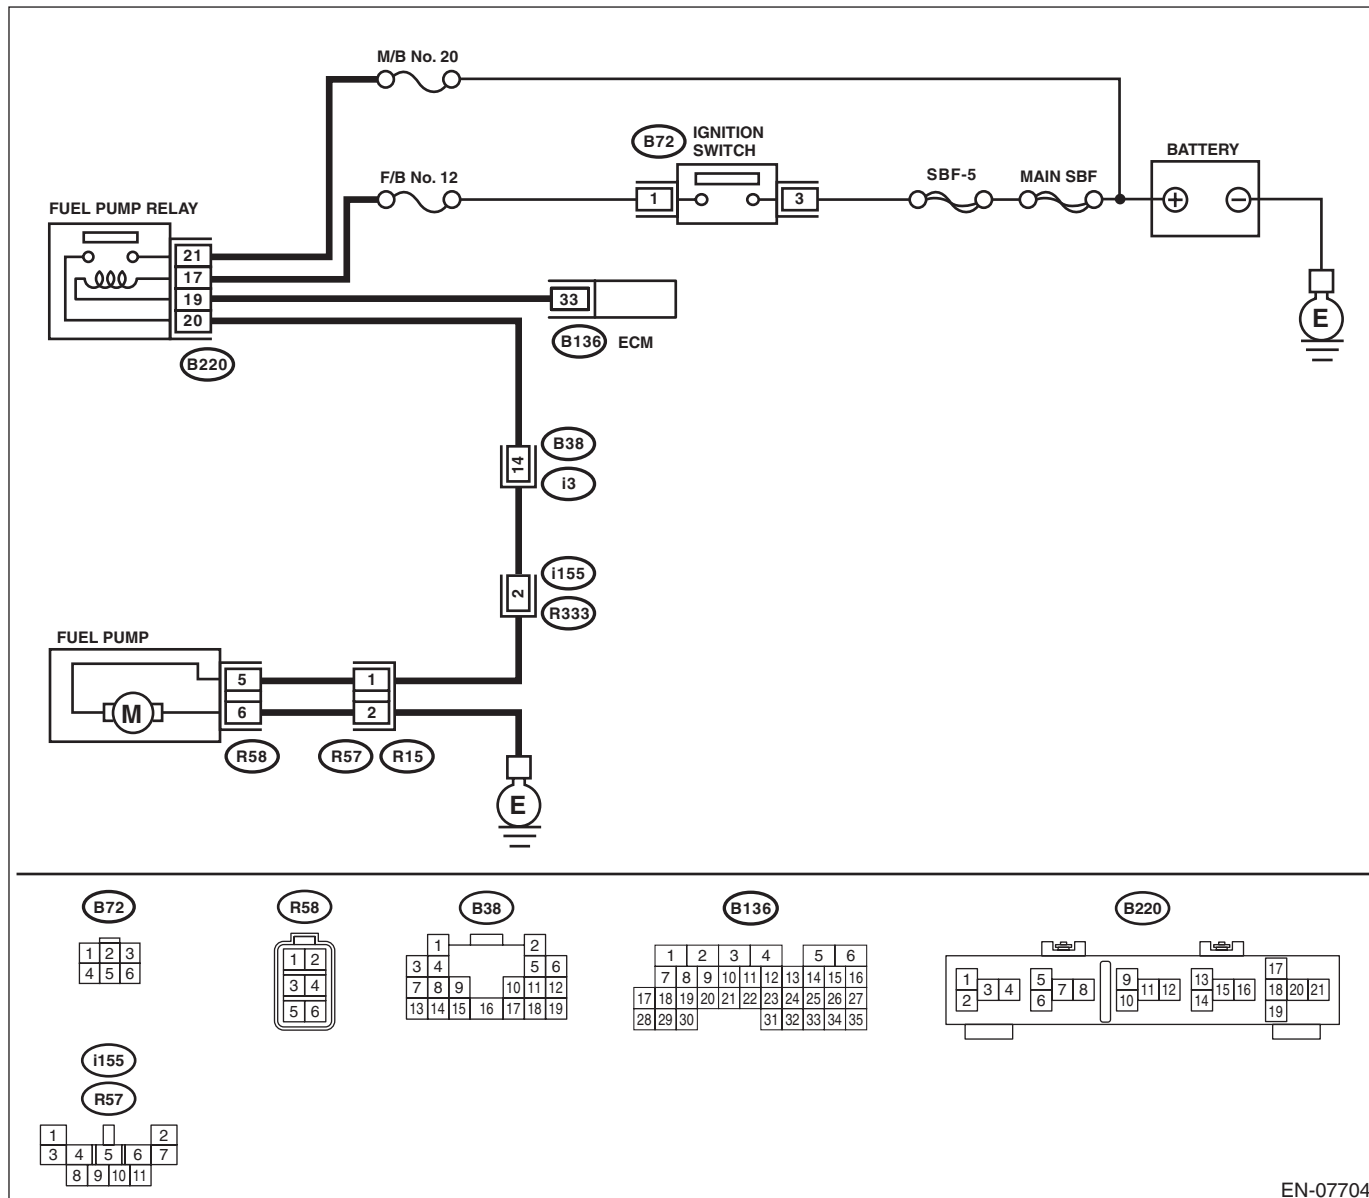 M/B No. 20
B72 IGNITION
SWITCH
BATTERY
F/B No. 12
1 3
SBF-5
MAIN SBF
FUEL PUMP RELAY
21
17
19
20
33
B220
B136 ECM
E
14
B38
i3
2
i155
R333
FUEL PUMP
M
5 1
6 2
R58 R57 R15
E
B72
1 2 3
4 5 6
R58
1 2
3 4
5 6
B38
1 2
3 4 5 6
7 8 9 10 11 12
13 14 15 16 17 18 19
B136
1 2 3 4 5 6
7 8 9 10 11 12 13 14 15 16
17 18 19 20 21 22 23 24 25 26 27
28 29 30 31 32 33 34 35
B220
1 5 9 13 17
3 4 7 8 11 12 15 16 18 20 21
2 6 10 14 19
i155
R57
1 2
3 4 5 6 7
8 9 10 11
EN-07704